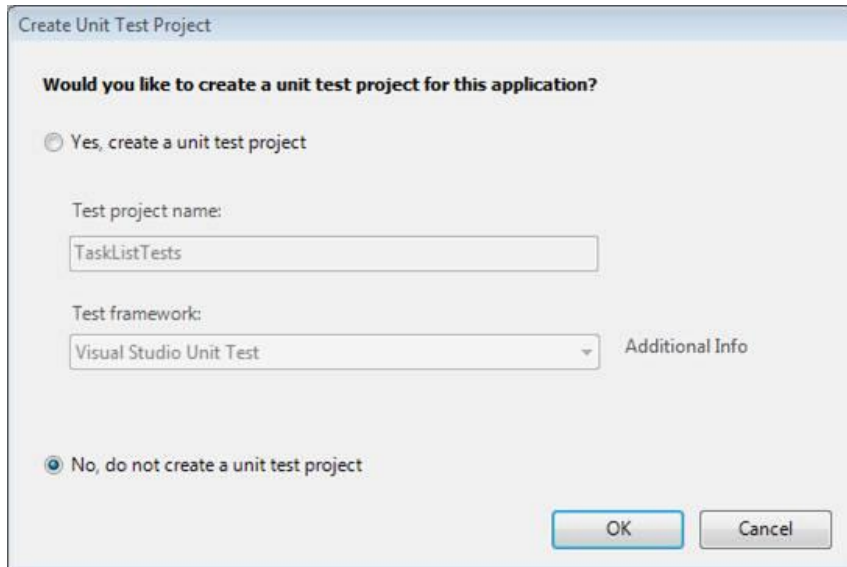 Create Unit Test Project
Would you like to create a unit test project for this application?
Yes, create a unit test project
Test project name:
TaskListTests
Test framework:
Visual Studio Unit Test
Additional Info
No, do not create a unit test project
OK
Cancel